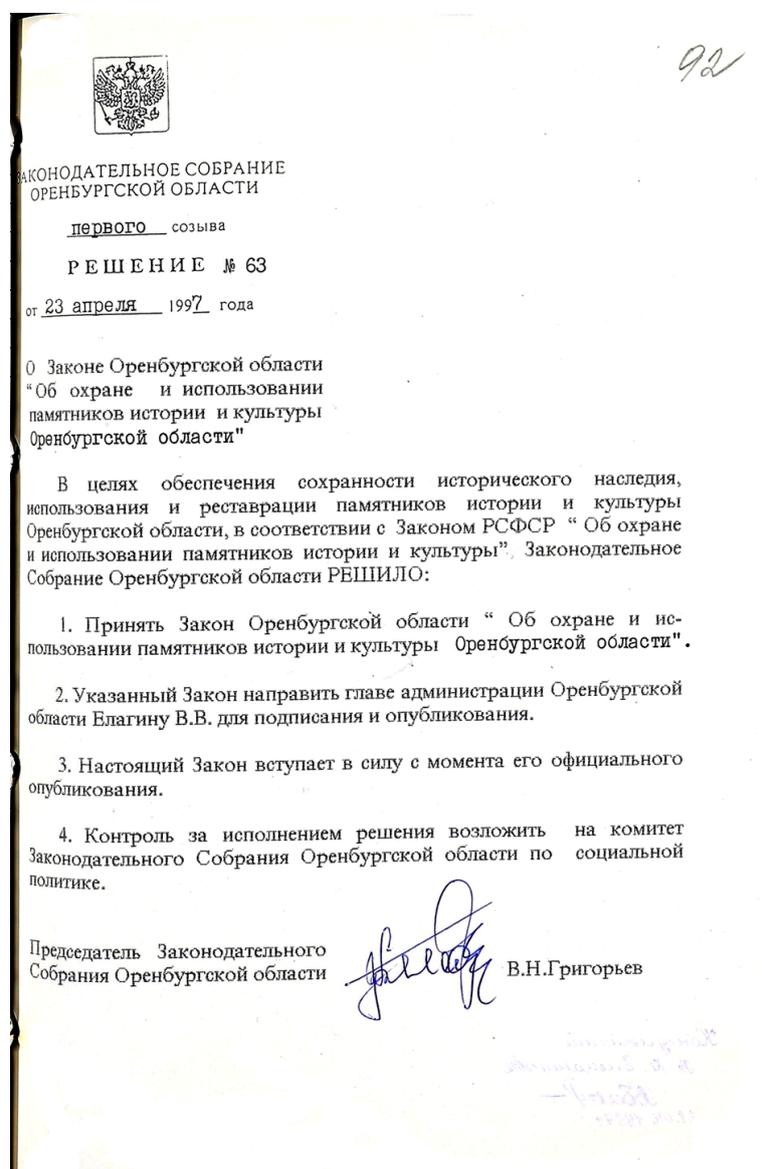 92
ЗАКОНОДАТЕЛЬНОЕ СОБРАНИЕ
ОРЕНБУРГСКОЙ ОБЛАСТИ
первого созыва
РЕШЕНИЕ № 63
от 23 апреля 1997 года
О Законе Оренбургской области
“Об охране и использовании
памятников истории и культуры
Оренбургской области"
В целях обеспечения сохранности исторического наследия,
использования и реставрации памятников истории и культуры
Оренбургской области, в соответствии с Законом РСФСР “ Об охране
и использовании памятников истории и культуры” Законодательное
Собрание Оренбургской области РЕШИЛО:
1. Принять Закон Оренбургской области “ Об охране и ис-
пользовании памятников истории и культуры Оренбургской области".
2. Указанный Закон направить главе администрации Оренбургской
области Елагину В.В. для подписания и опубликования.
3. Настоящий Закон вступает в силу с момента его официального
опубликования.
4. Контроль за исполнением решения возложить на комитет
Законодательного Собрания Оренбургской области по социальной
политике.
Председатель Законодательного
Собрания Оренбургской области В.Н.Григорьев